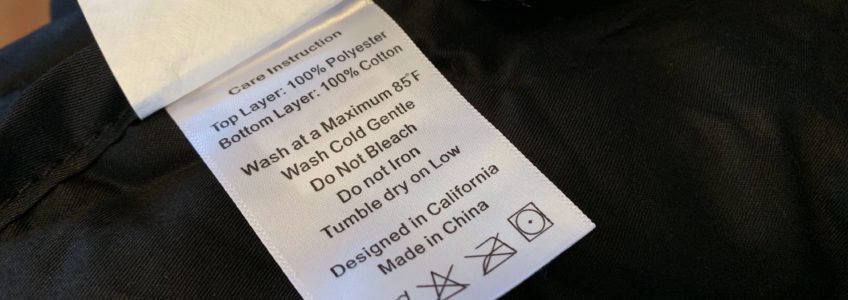 Care Instruction
Top Layer: 100% Polyester
Bottom Layer: 100% Cotton
Wash at a Maximum 85°F
Wash Cold Gentle
Do Not Bleach
Do not Iron
Tumble dry on Low
Designed in California
Made in China